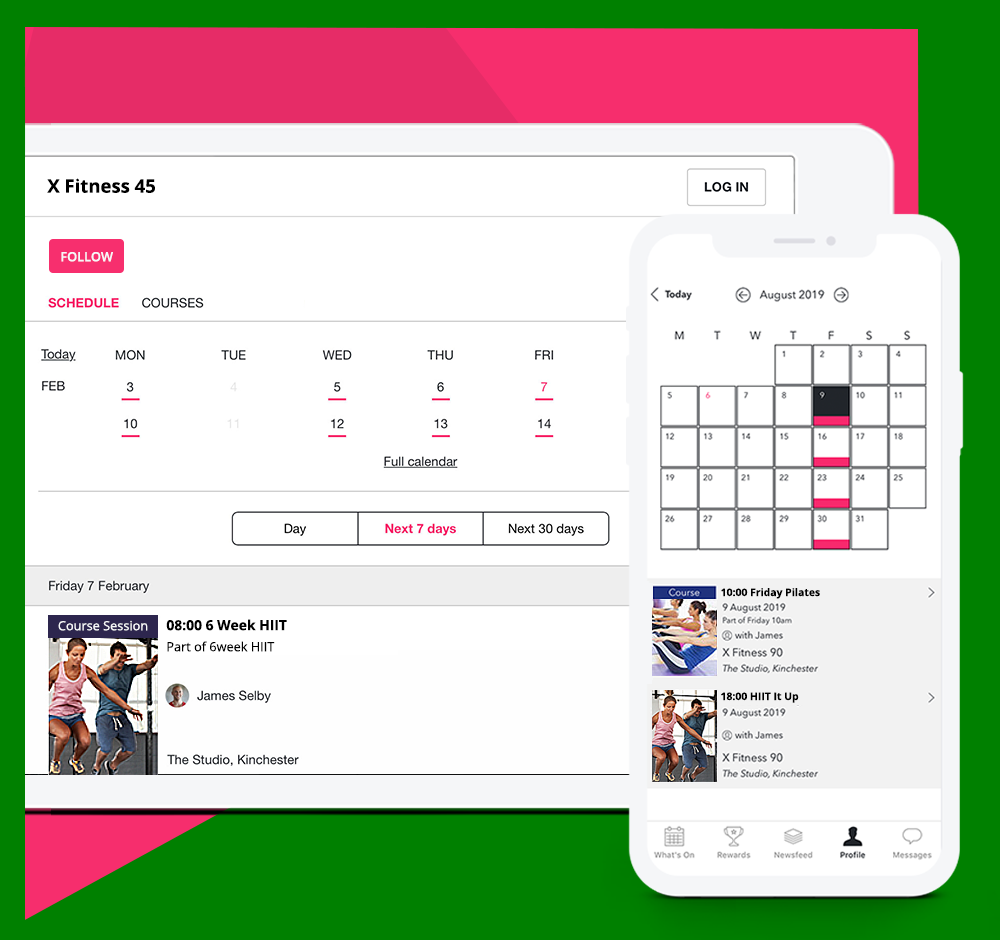 X Fitness 45
LOG IN
FOLLOW
SCHEDULE COURSES
Today MON TUE WED THU FRI
FEB 3 4 5 6 7
10 11 12 13 14
Full calendar
Day Next 7 days Next 30 days
Friday 7 February
Course Session
08:00 6 Week HIIT
Part of 6week HIIT
James Selby
The Studio, Kinchester
Today August 2019
M T W T F S S
1 2 3 4
5 6 7 8 9 10 11
12 13 14 15 16 17 18
19 20 21 22 23 24 25
26 27 28 29 30 31
Course
10:00 Friday Pilates
9 August 2019
Part of Friday 10am
with James
X Fitness 90
The Studio, Kinchester
18:00 HIIT It Up
9 August 2019
with James
X Fitness 90
The Studio, Kinchester
What's On Rewards Newsfeed Profile Messages